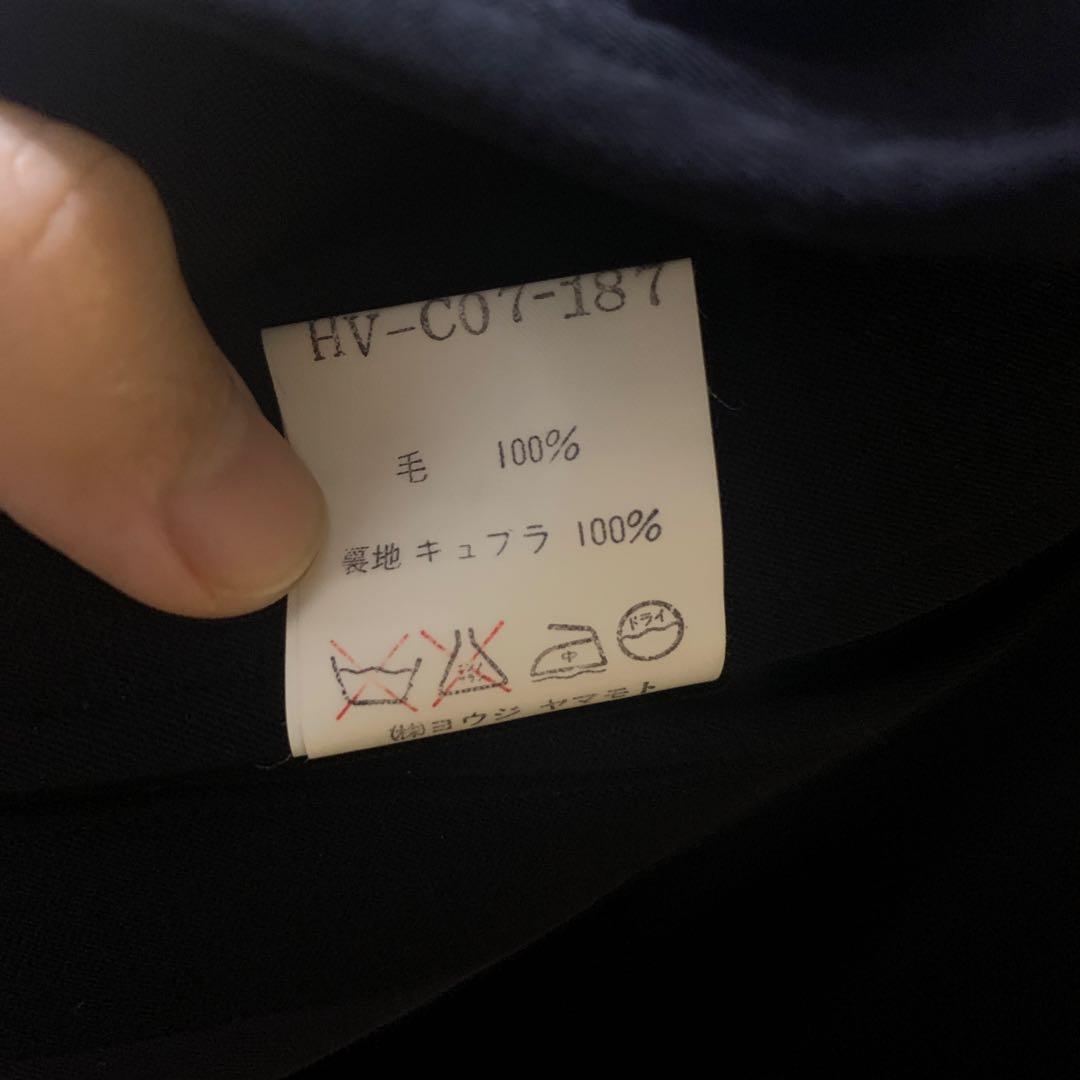 HV-C07-187
毛 100%
裏地 キュプラ 100%
中 ドライ
(株)ヨウジ ヤマモト